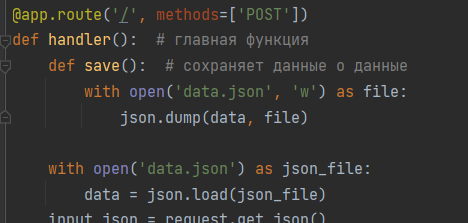 @app.route('/', methods=['POST'])
def handler():  # главная функция
    def save():  # сохраняет данные о данные
        with open('data.json', 'w') as file:
            json.dump(data, file)
    with open('data.json') as json_file:
        data = json.load(json_file)
    input_json = request.get_json()